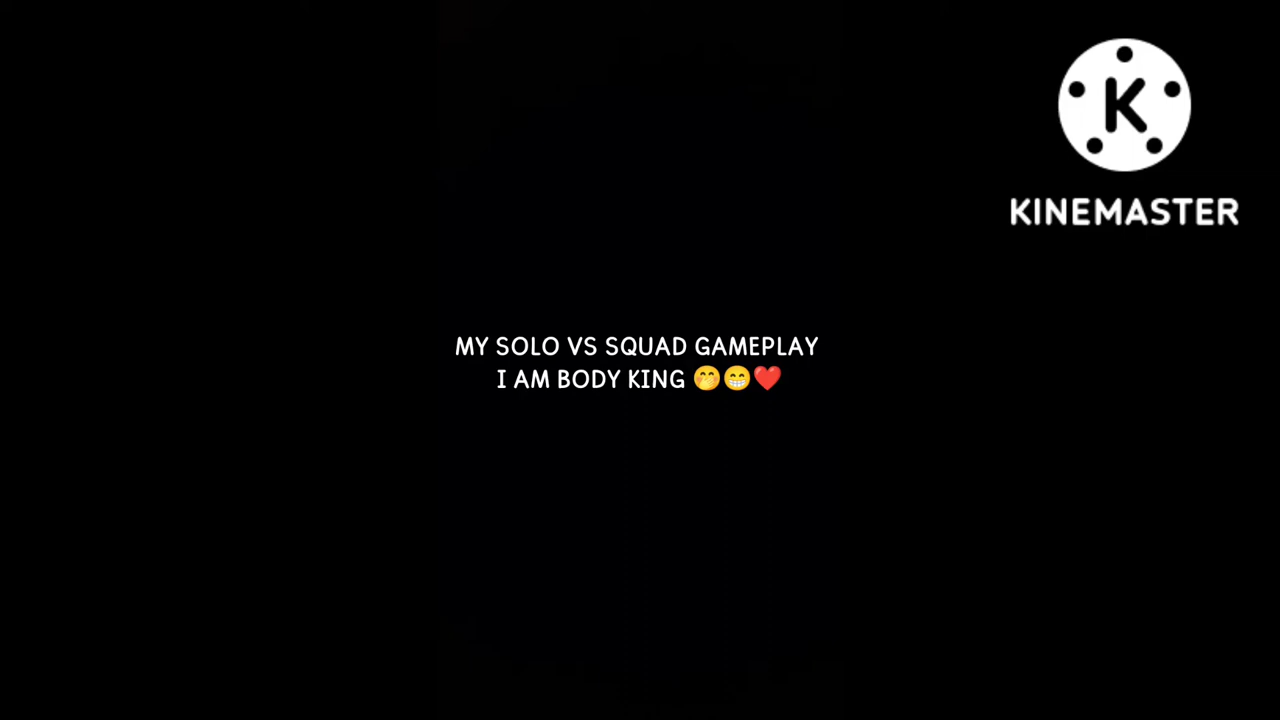 K
KINEMASTER
MY SOLO VS SQUAD GAMEPLAY
I AM BODY KING 🤭😁❤️